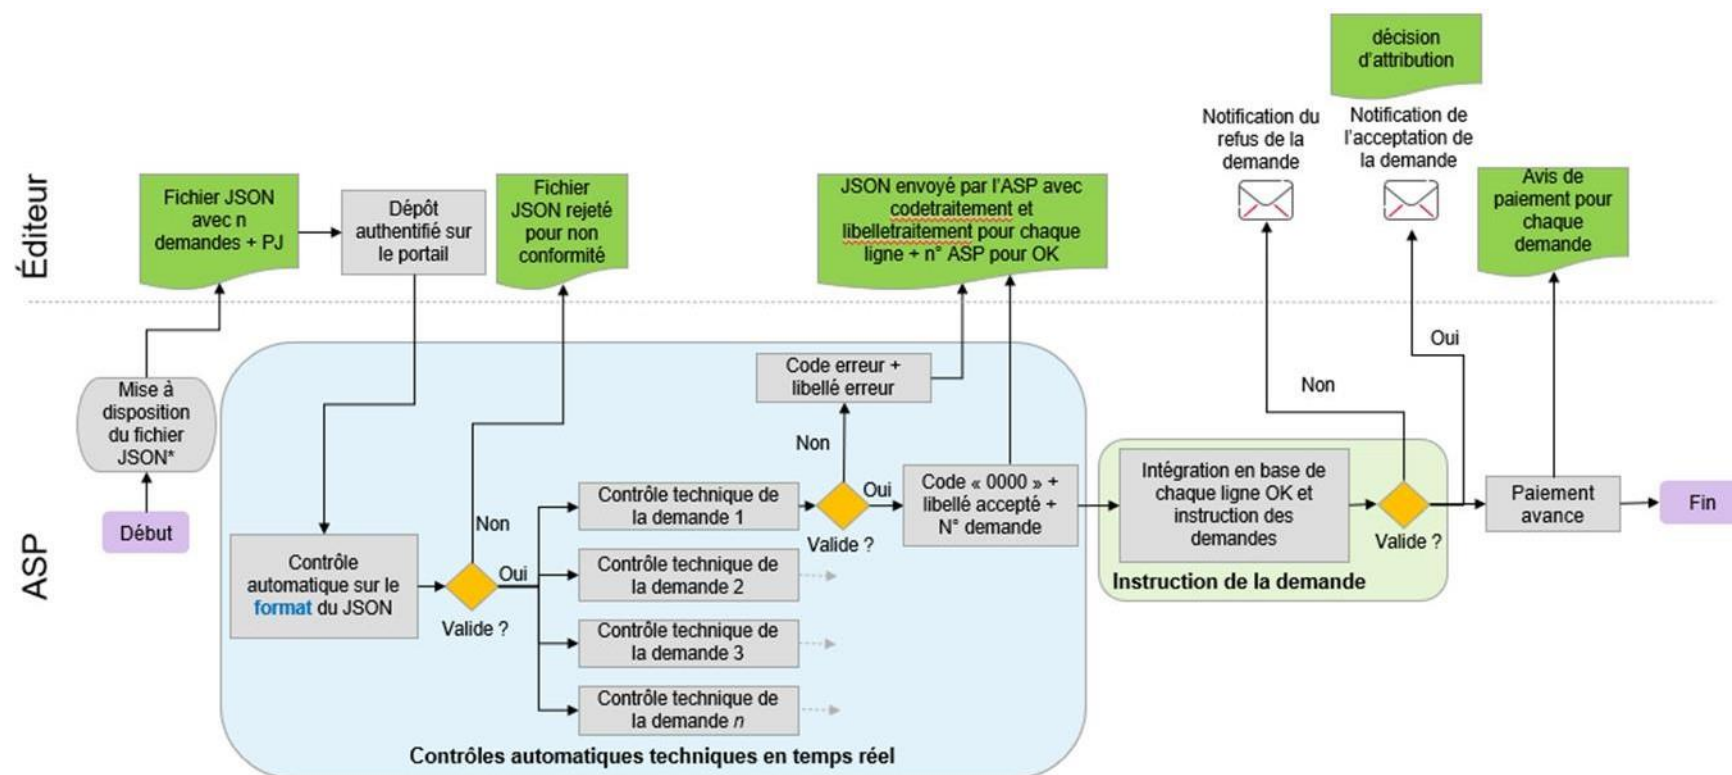 décision
d'attribution
Notification du
refus de la
demande
Notification de
l'acceptation de
la demande
Éditeur
Fichier JSON
avec n
demandes + PJ
Dépôt
authentifié sur
le portail
Fichier
JSON rejeté
pour non
conformité
JSON envoyé par l'ASP avec
codetraitement et
libelletraitement pour chaque
ligne + n° ASP pour OK
Avis de
paiement pour
chaque
demande
ASP
Mise à
disposition
du fichier
JSON*
Début
Contrôle
automatique sur le
format du JSON
Non
Oui
Valide ?
Contrôle technique de
la demande 1
Contrôle technique de
la demande 2
Contrôle technique de
la demande 3
Contrôle technique de
la demande n
Code erreur +
libellé erreur
Non
Oui
Valide ?
Code « 0000 » +
libellé accepté +
N° demande
Contrôles automatiques techniques en temps réel
Intégration en base de
chaque ligne OK et
instruction des
demandes
Instruction de la demande
Non
Oui
Valide ?
Paiement
avance
Fin